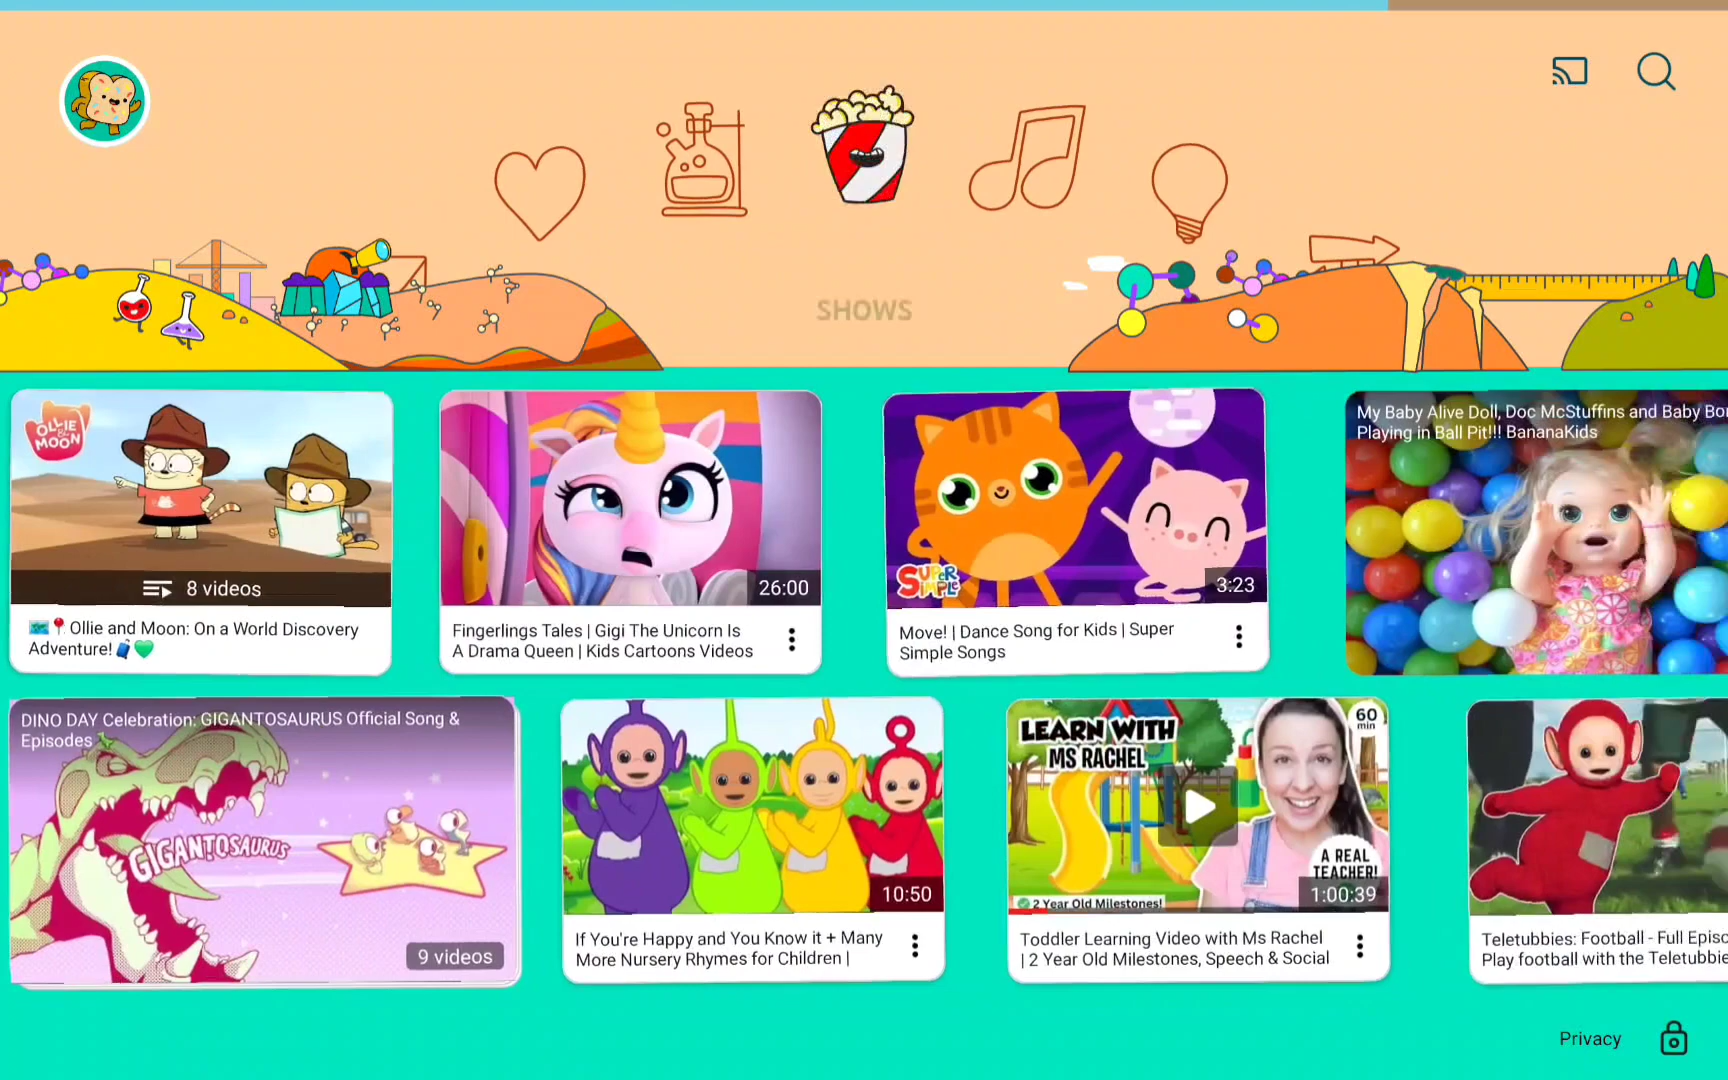 SHOWS
OLLIE
&
MOON
8 videos
🗺️📍Ollie and Moon: On a World Discovery
Adventure!🧳💚
26:00
Fingerlings Tales | Gigi The Unicorn Is
A Drama Queen | Kids Cartoons Videos
SUPER
SIMPLE
3:23
Move! | Dance Song for Kids | Super
Simple Songs
My Baby Alive Doll, Doc McStuffins and Baby Bor
Playing in Ball Pit!!! BananaKids
DINO DAY Celebration: GIGANTOSAURUS Official Song &
Episodes 🦖
GIGANTOSAURUS
9 videos
10:50
If You're Happy and You Know it + Many
More Nursery Rhymes for Children |
LEARN WITH
MS RACHEL
60
min
A REAL
TEACHER!
✅ 2 Year Old Milestones!
1:00:39
Toddler Learning Video with Ms Rachel
| 2 Year Old Milestones, Speech & Social
Teletubbies: Football - Full Episo
Play football with the Teletubbie
Privacy